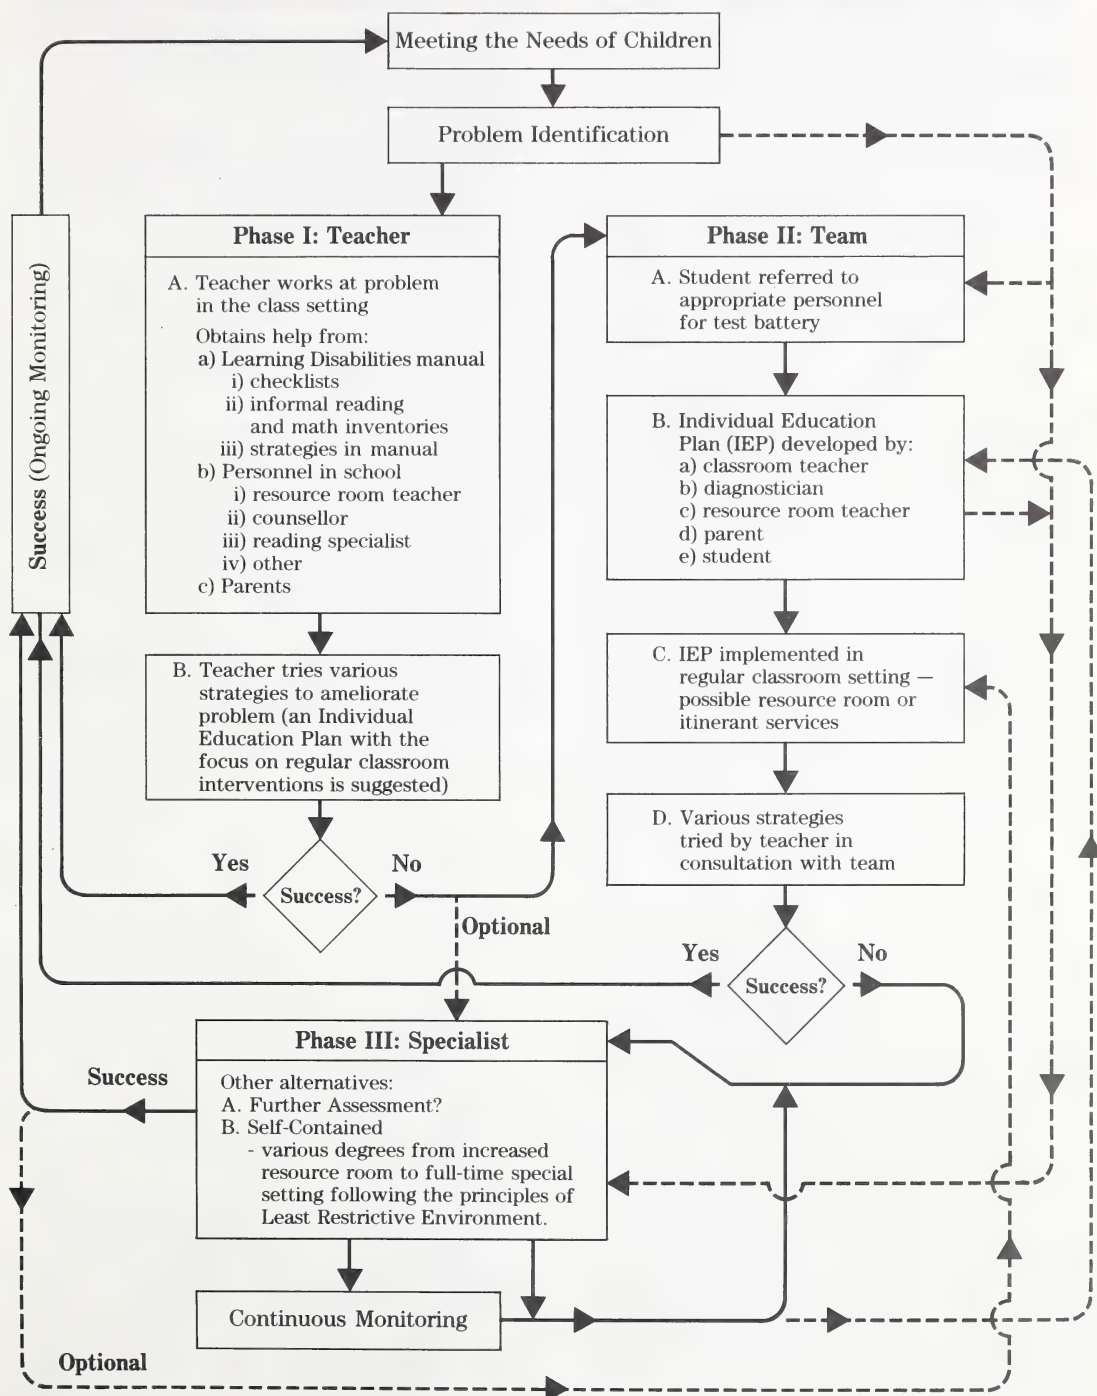 Meeting the Needs of Children
Problem Identification
Success (Ongoing Monitoring)
Phase I: Teacher
A. Teacher works at problem
in the class setting
Obtains help from:
a) Learning Disabilities manual
i) checklists
ii) informal reading
and math inventories
iii) strategies in manual
b) Personnel in school
i) resource room teacher
ii) counsellor
iii) reading specialist
iv) other
c) Parents
B. Teacher tries various
strategies to ameliorate
problem (an Individual
Education Plan with the
focus on regular classroom
interventions is suggested)
Yes
No
Success?
Optional
Phase II: Team
A. Student referred to
appropriate personnel
for test battery
B. Individual Education
Plan (IEP) developed by:
a) classroom teacher
b) diagnostician
c) resource room teacher
d) parent
e) student
C. IEP implemented in
regular classroom setting —
possible resource room or
itinerant services
D. Various strategies
tried by teacher in
consultation with team
Yes
No
Success?
Phase III: Specialist
Other alternatives:
A. Further Assessment?
B. Self-Contained
- various degrees from increased
resource room to full-time special
setting following the principles of
Least Restrictive Environment.
Success
Continuous Monitoring
Optional